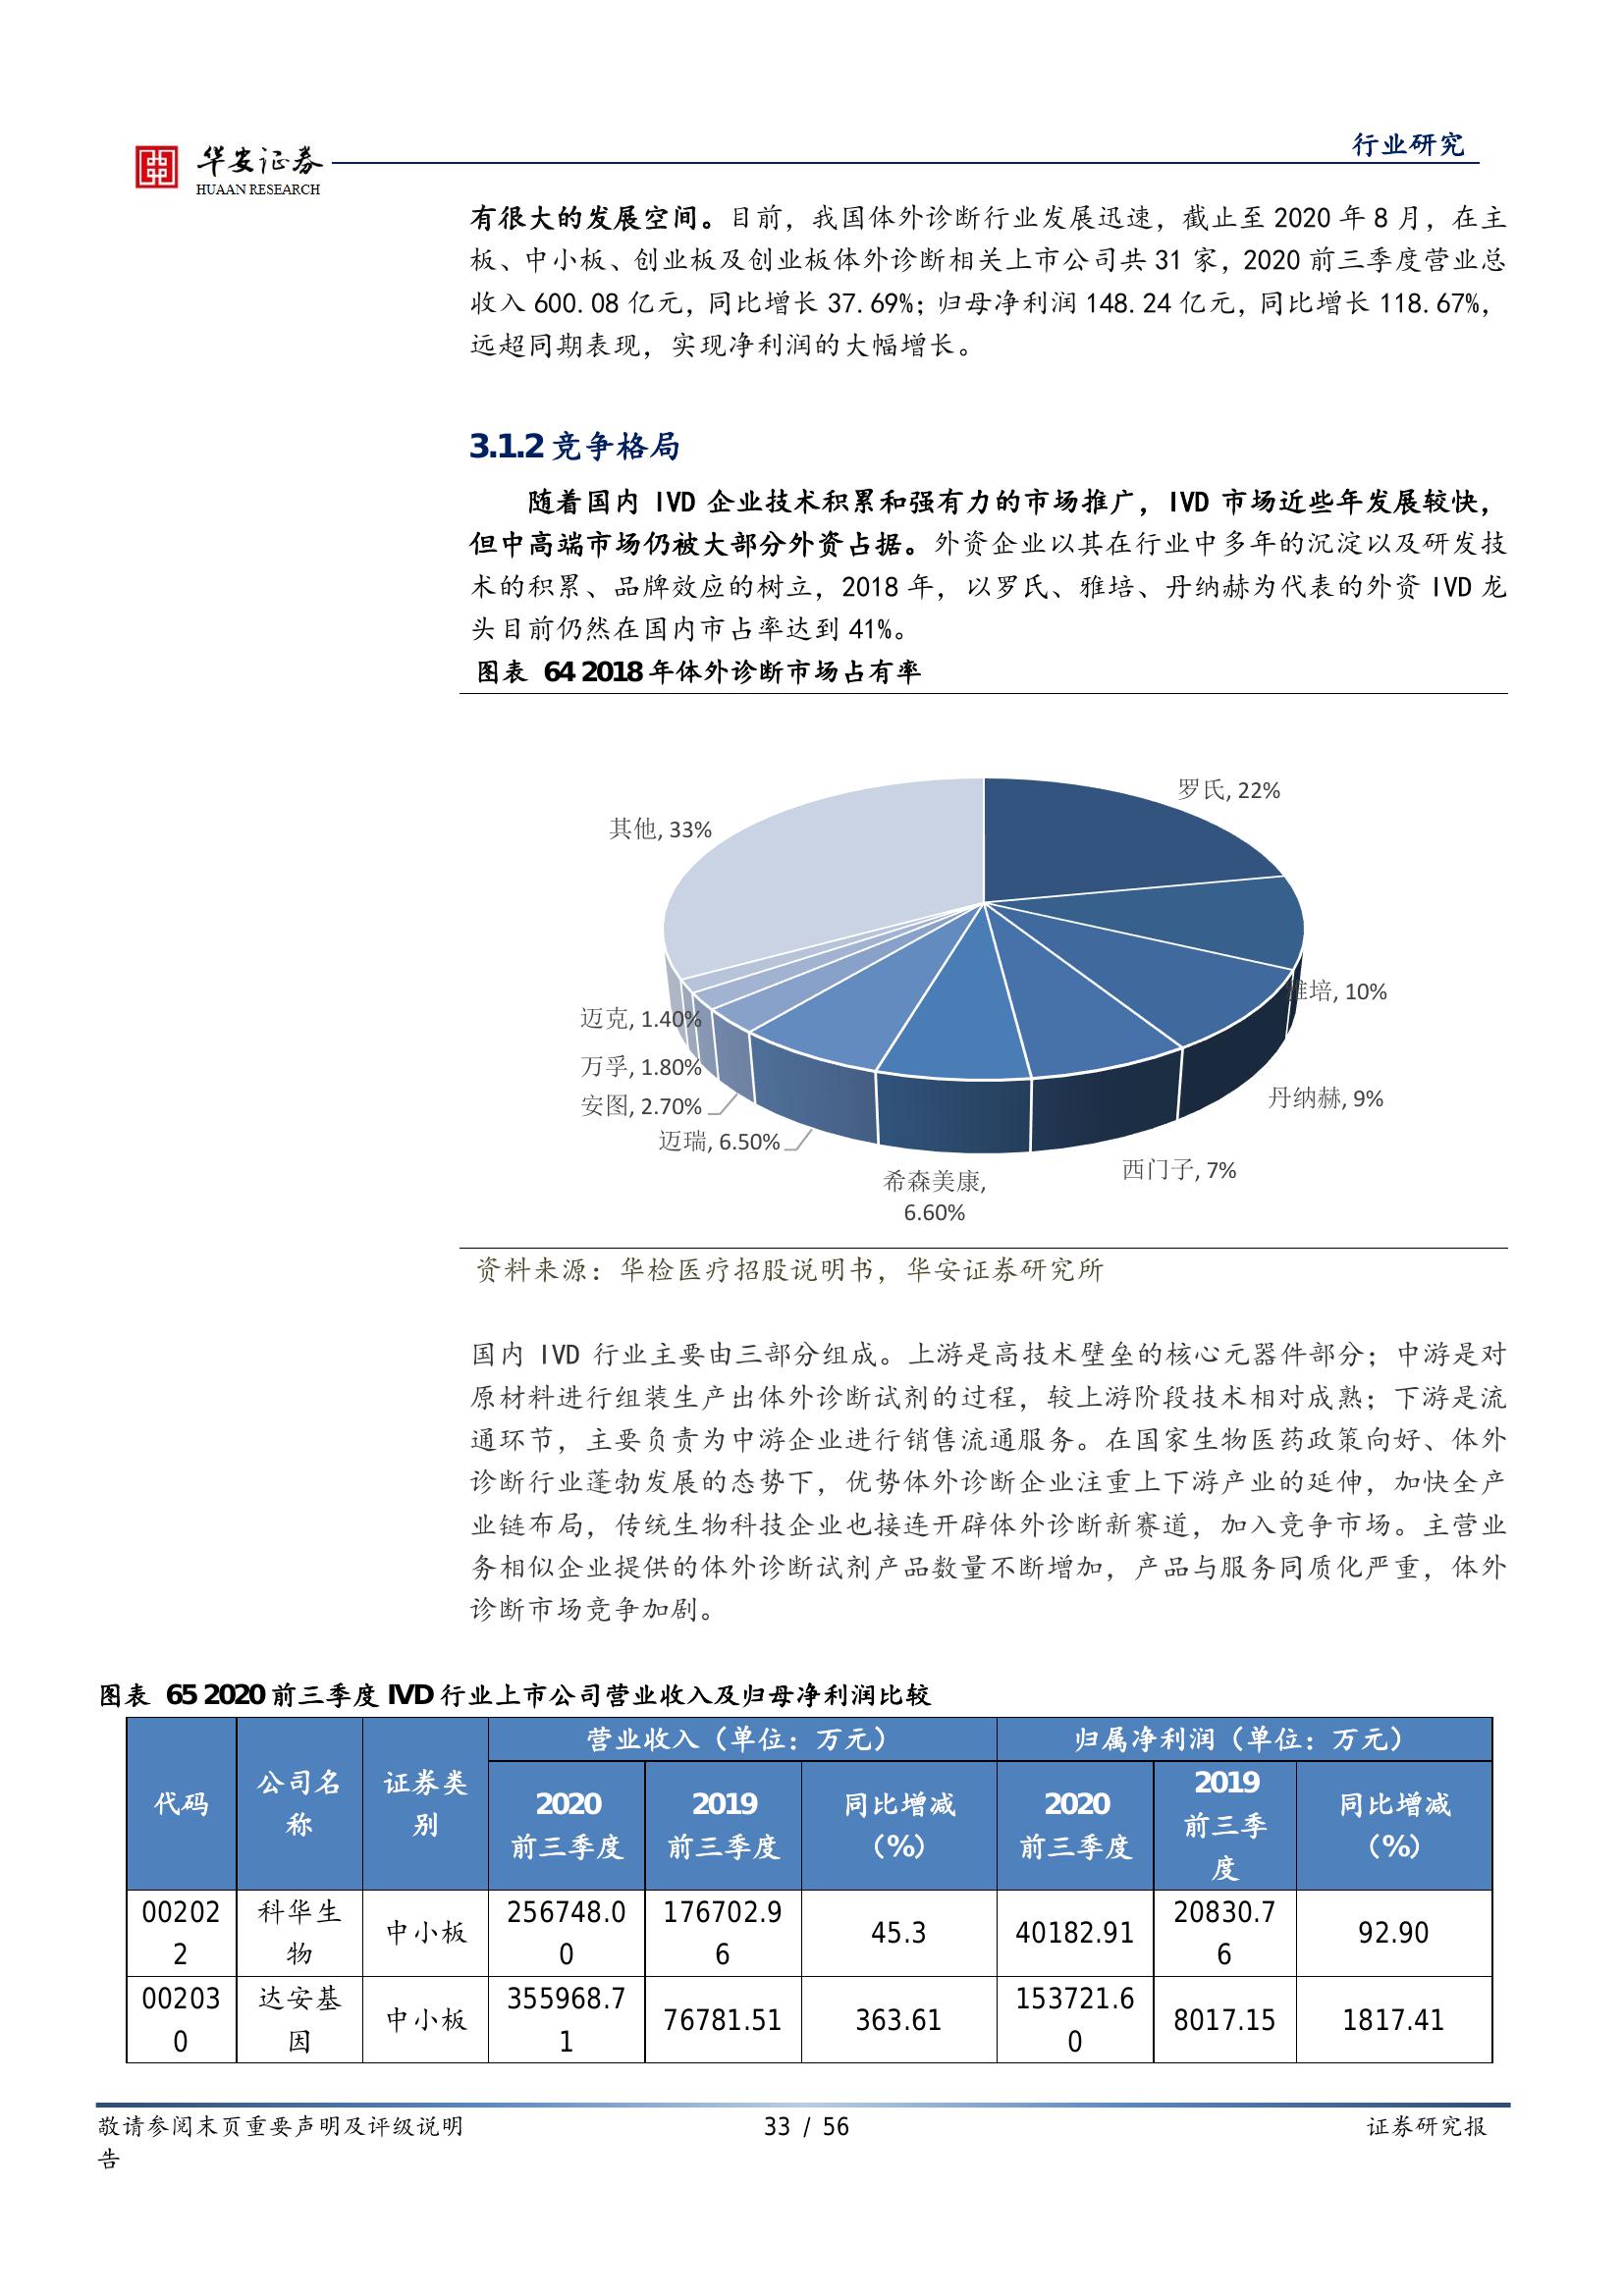 华安证券
HUAAN RESEARCH
行业研究
有很大的发展空间。目前，我国体外诊断行业发展迅速，截止至 2020 年 8 月，在主
板、中小板、创业板及创业板体外诊断相关上市公司共 31 家，2020 前三季度营业总
收入 600.08 亿元，同比增长 37.69%；归母净利润 148.24 亿元，同比增长 118.67%，
远超同期表现，实现净利润的大幅增长。
3.1.2 竞争格局
随着国内 IVD 企业技术积累和强有力的市场推广，IVD 市场近些年发展较快，
但中高端市场仍被大部分外资占据。外资企业以其在行业中多年的沉淀以及研发技
术的积累、品牌效应的树立，2018 年，以罗氏、雅培、丹纳赫为代表的外资 IVD 龙
头目前仍然在国内市占率达到 41%。
图表 64 2018 年体外诊断市场占有率
罗氏, 22%
其他, 33%
雅培, 10%
迈克, 1.40%
万孚, 1.80%
安图, 2.70%
丹纳赫, 9%
迈瑞, 6.50%
西门子, 7%
希森美康,
6.60%
资料来源：华检医疗招股说明书，华安证券研究所
国内 IVD 行业主要由三部分组成。上游是高技术壁垒的核心元器件部分；中游是对
原材料进行组装生产出体外诊断试剂的过程，较上游阶段技术相对成熟；下游是流
通环节，主要负责为中游企业进行销售流通服务。在国家生物医药政策向好、体外
诊断行业蓬勃发展的态势下，优势体外诊断企业注重上下游产业的延伸，加快全产
业链布局，传统生物科技企业也接连开辟体外诊断新赛道，加入竞争市场。主营业
务相似企业提供的体外诊断试剂产品数量不断增加，产品与服务同质化严重，体外
诊断市场竞争加剧。
图表 65 2020 前三季度 IVD 行业上市公司营业收入及归母净利润比较
营业收入（单位：万元） 归属净利润（单位：万元）
代码 公司名称 证券类别 2020前三季度 2019前三季度 同比增减（%） 2020前三季度 2019前三季度 同比增减（%）
002022 科华生物 中小板 256748.00 176702.96 45.3 40182.91 20830.76 92.90
002030 达安基因 中小板 355968.71 76781.51 363.61 153721.60 8017.15 1817.41
敬请参阅末页重要声明及评级说明 33 / 56 证券研究报
告